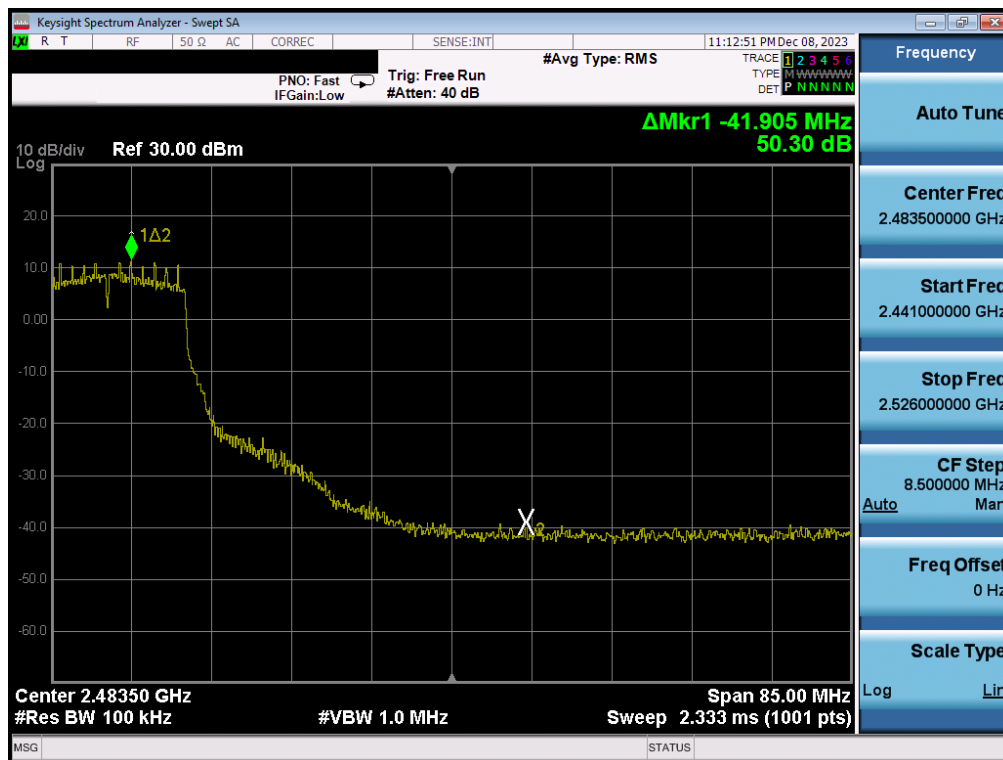 Keysight Spectrum Analyzer - Swept SA
LXI R T RF 50 Ω AC CORREC SENSE:INT 11:12:51 PM Dec 08, 2023
#Avg Type: RMS
TRACE 1 2 3 4 5 6
PNO: Fast Trig: Free Run
TYPE M WWWWW
IFGain:Low #Atten: 40 dB
DET P N N N N N
ΔMkr1 -41.905 MHz
50.30 dB
10 dB/div Ref 30.00 dBm
Log
20.0
1Δ2
10.0
0.00
-10.0
-20.0
-30.0
-40.0
X2
-50.0
-60.0
Center 2.48350 GHz Span 85.00 MHz
#Res BW 100 kHz #VBW 1.0 MHz Sweep 2.333 ms (1001 pts)
MSG STATUS
Frequency
Auto Tune
Center Freq
2.483500000 GHz
Start Freq
2.441000000 GHz
Stop Freq
2.526000000 GHz
CF Step
8.500000 MHz
Auto Man
Freq Offset
0 Hz
Scale Type
Log Lin